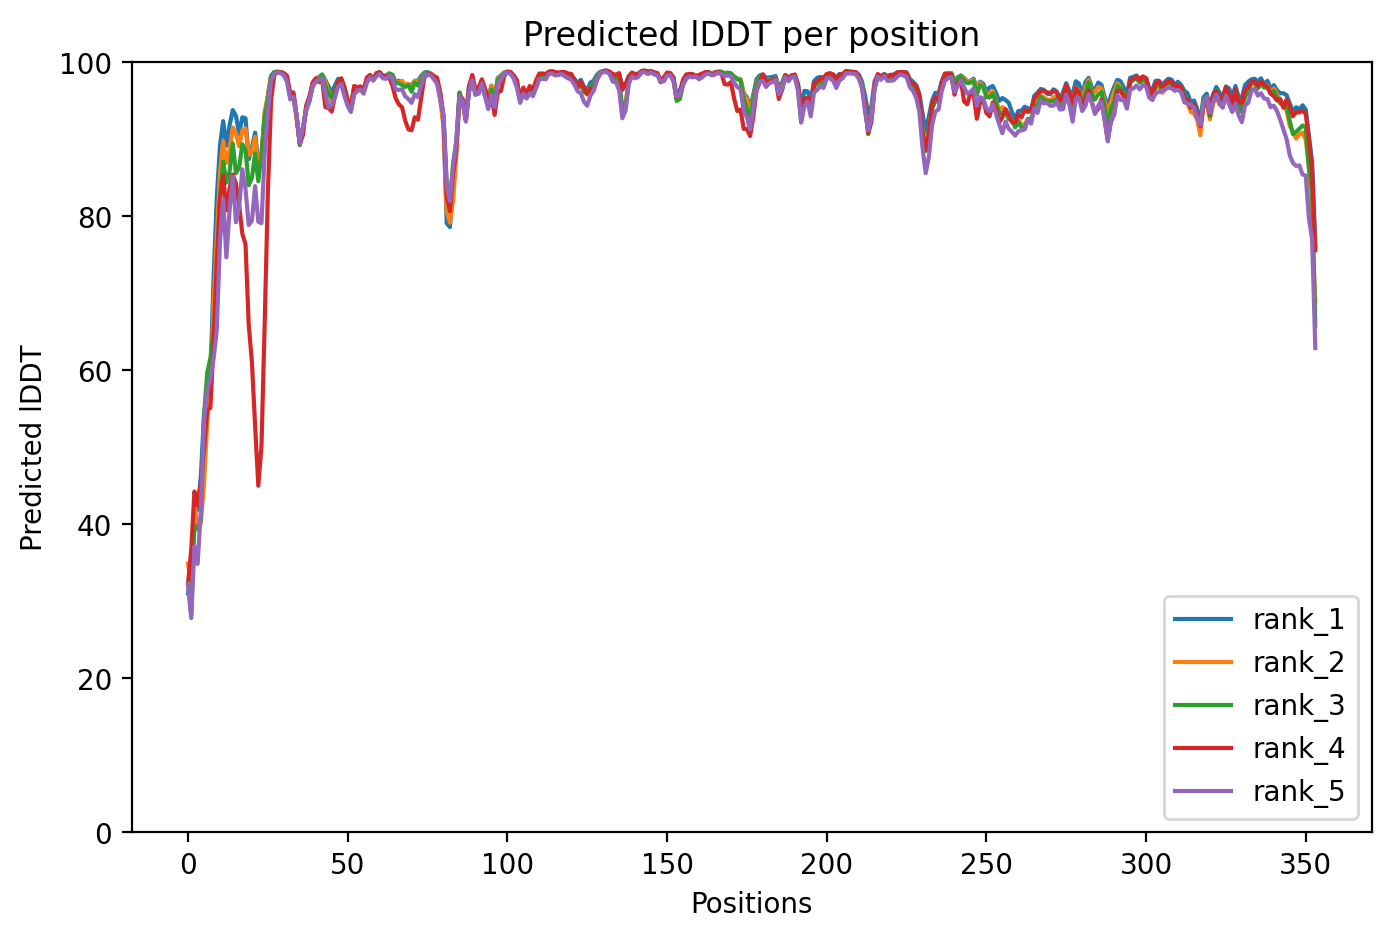 Predicted lDDT per position
100
80
60
40
20
0
Predicted lDDT
0 50 100 150 200 250 300 350
Positions
rank_1
rank_2
rank_3
rank_4
rank_5